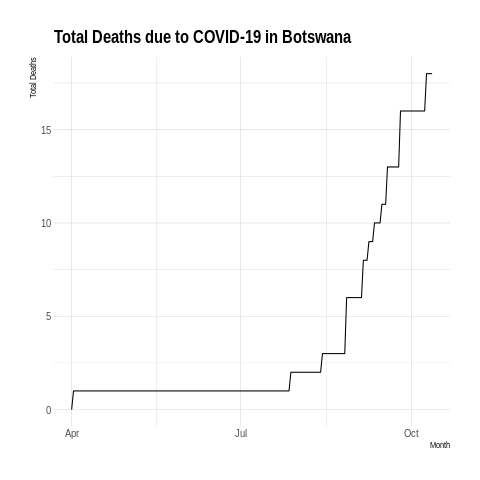 Total Deaths due to COVID-19 in Botswana
Total Deaths
15
10
5
0
Apr Jul Oct
Month